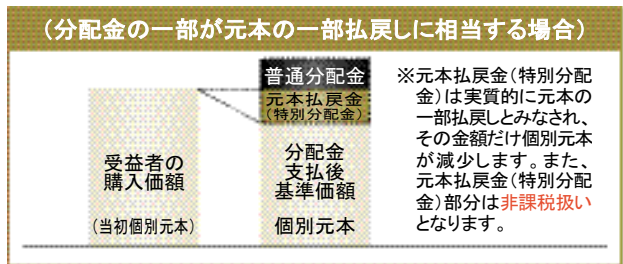 (分配金の一部が元本の一部払戻しに相当する場合)
普通分配金
元本払戻金
(特別分配金)
受益者の
購入価額
(当初個別元本)
分配金
支払後
基準価額
個別元本
※元本払戻金(特別分配
金)は実質的に元本の
一部払戻しとみなされ、
その金額だけ個別元本
が減少します。また、
元本払戻金(特別分配
金)部分は非課税扱い
となります。